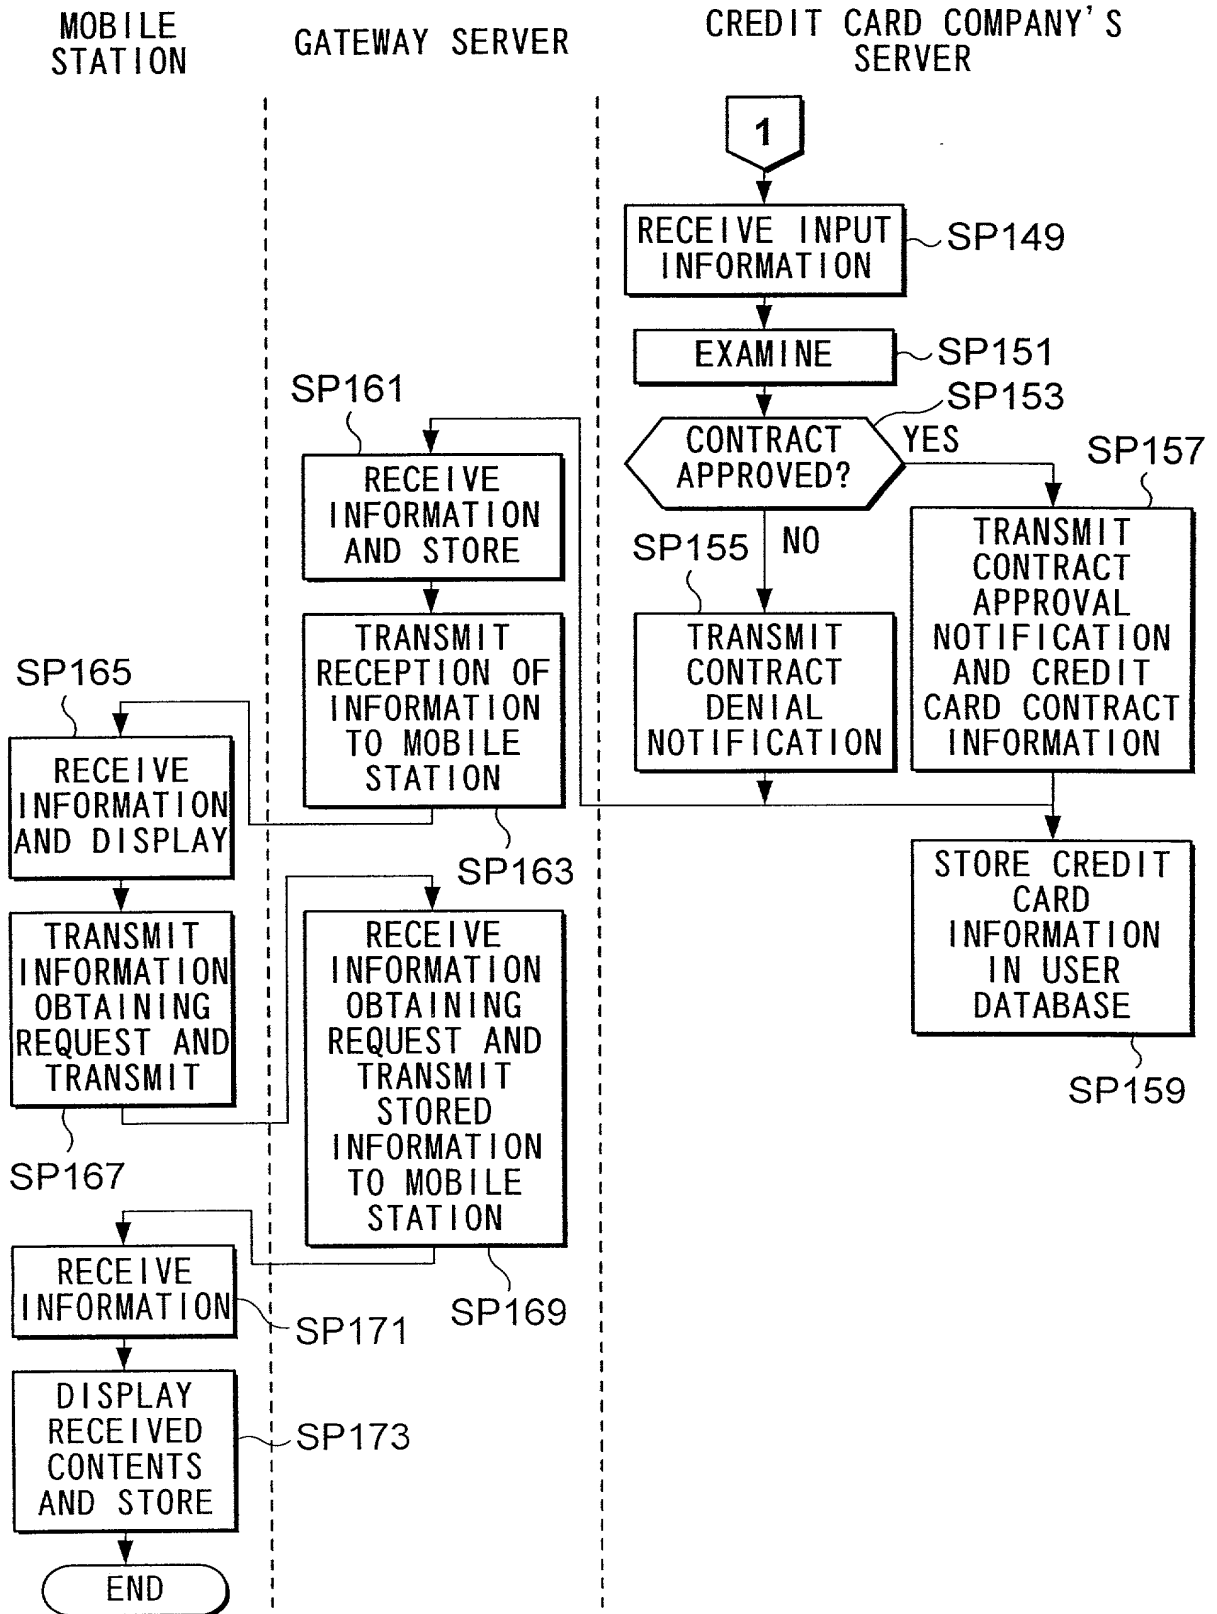 MOBILE
STATION
GATEWAY SERVER
CREDIT CARD COMPANY'S
SERVER
1
RECEIVE INPUT
INFORMATION
SP149
EXAMINE
SP151
SP153
CONTRACT
APPROVED?
YES
NO
SP155
TRANSMIT
CONTRACT
DENIAL
NOTIFICATION
SP157
TRANSMIT
CONTRACT
APPROVAL
NOTIFICATION
AND CREDIT
CARD CONTRACT
INFORMATION
STORE CREDIT
CARD
INFORMATION
IN USER
DATABASE
SP159
SP161
RECEIVE
INFORMATION
AND STORE
TRANSMIT
RECEPTION OF
INFORMATION
TO MOBILE
STATION
SP163
SP165
RECEIVE
INFORMATION
AND DISPLAY
TRANSMIT
INFORMATION
OBTAINING
REQUEST AND
TRANSMIT
SP167
RECEIVE
INFORMATION
OBTAINING
REQUEST AND
TRANSMIT
STORED
INFORMATION
TO MOBILE
STATION
SP169
RECEIVE
INFORMATION
SP171
DISPLAY
RECEIVED
CONTENTS
AND STORE
SP173
END